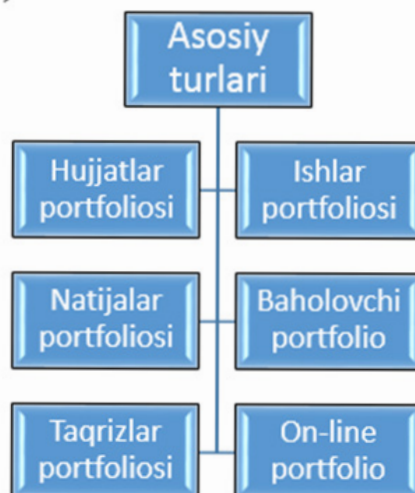 Asosiy
turlari
Hujjatlar
portfoliosi
Ishlar
portfoliosi
Natijalar
portfoliosi
Baholovchi
portfolio
Taqrizlar
portfoliosi
On-line
portfolio